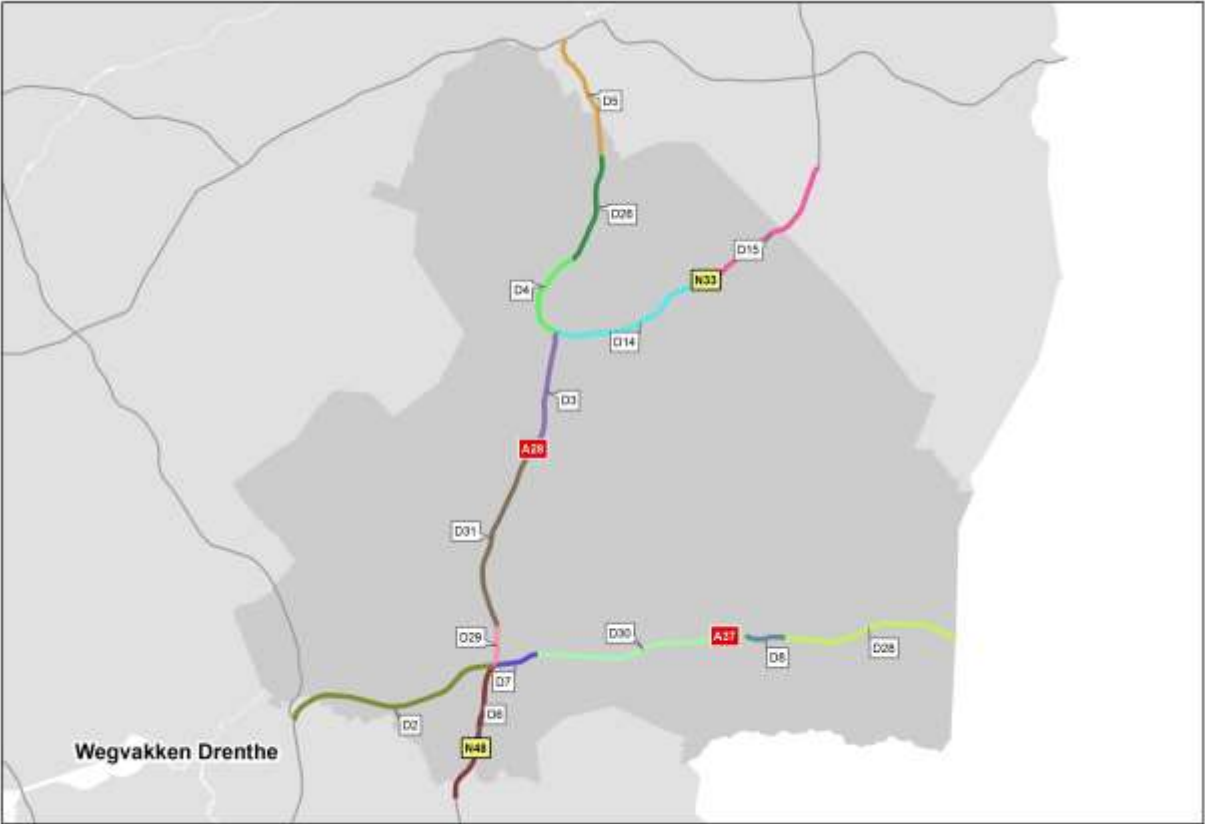 D5
D26
D15
N33
D4
D14
D3
A28
D31
D29
D30
A37
D8
D28
D7
D2
D6
N48
Wegvakken Drenthe